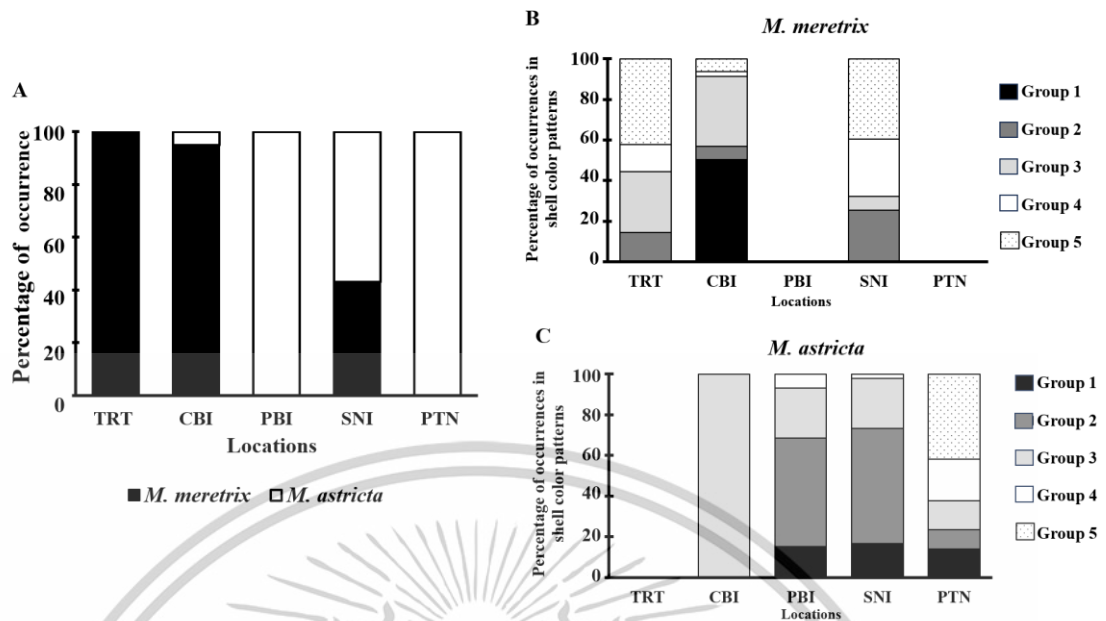 A
Percentage of occurrence
100
80
60
40
20
0
TRT CBI PBI SNI PTN
Locations
M. meretrix M. astricta
B
M. meretrix
Percentage of occurrences in
shell color patterns
100
80
60
40
20
0
TRT CBI PBI SNI PTN
Locations
Group 1
Group 2
Group 3
Group 4
Group 5
C
M. astricta
Percentage of occurrences in
shell color patterns
100
80
60
40
20
0
TRT CBI PBI SNI PTN
Locations
Group 1
Group 2
Group 3
Group 4
Group 5